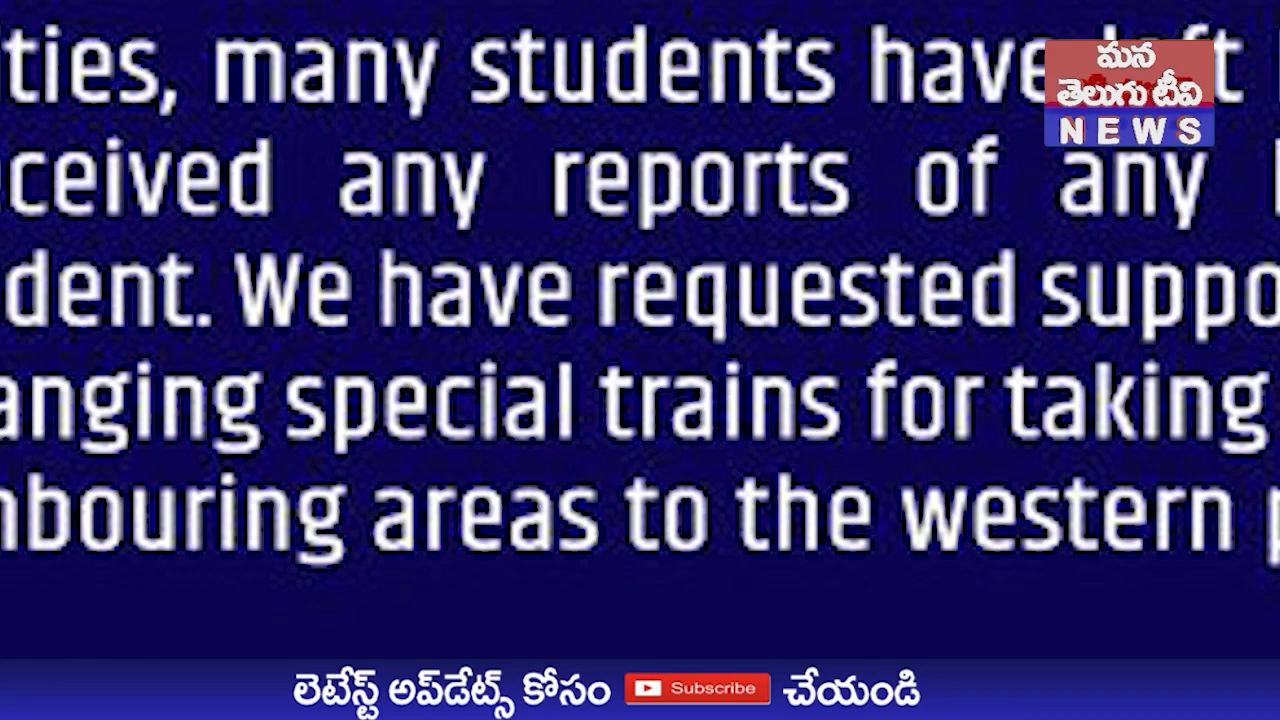 ties, many students have
ceived any reports of any
dent. We have requested suppo
anging special trains for taking
nbouring areas to the western
మన
తెలుగు టీవి
NEWS
లెటేస్ట్ అప్‌డేట్స్ కోసం Subscribe చేయండి